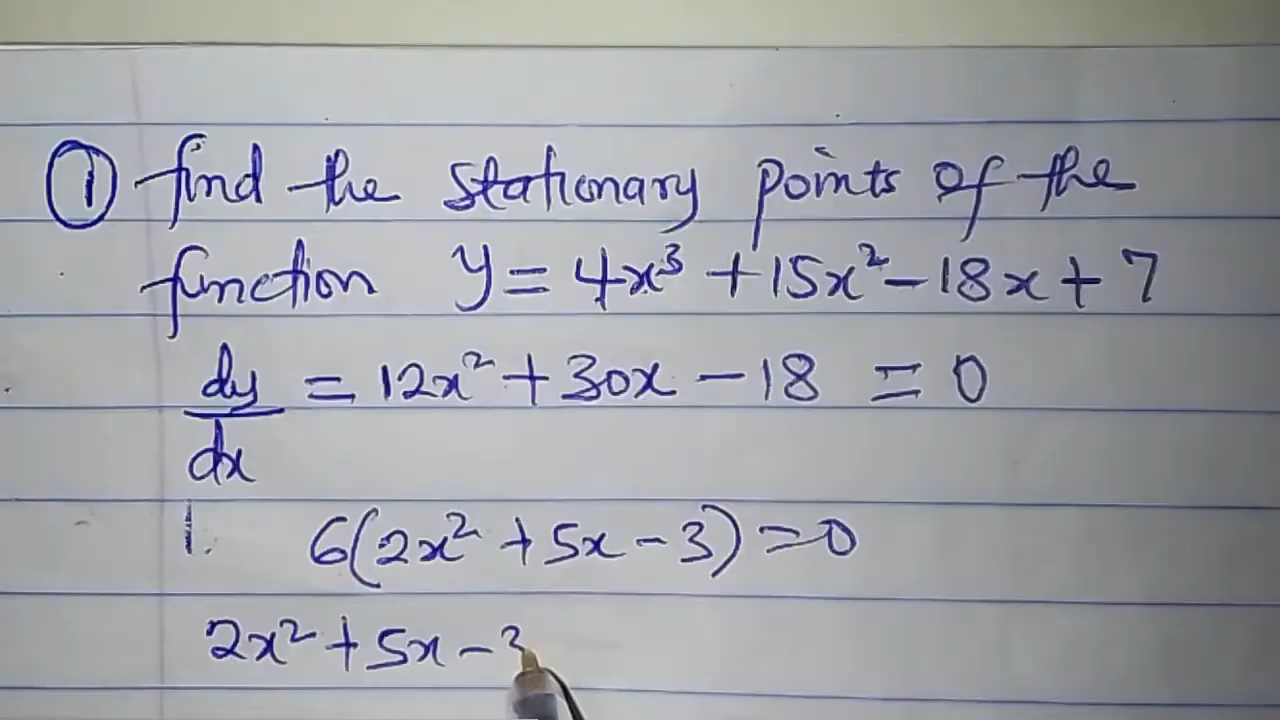 ① find the stationary points of the
function y = 4x³ + 15x² - 18x + 7
dy/dx = 12x² + 30x - 18 = 0
1. 6(2x² + 5x - 3) = 0
2x² + 5x - 3